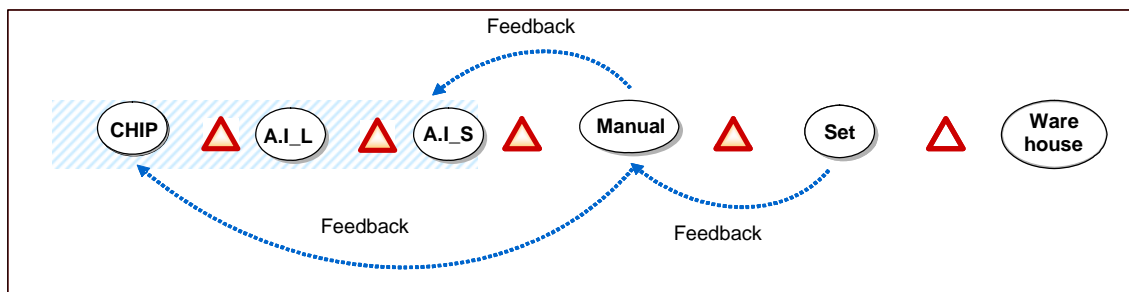 Feedback
CHIP
A.I_L
A.I_S
Manual
Set
Ware
house
Feedback
Feedback